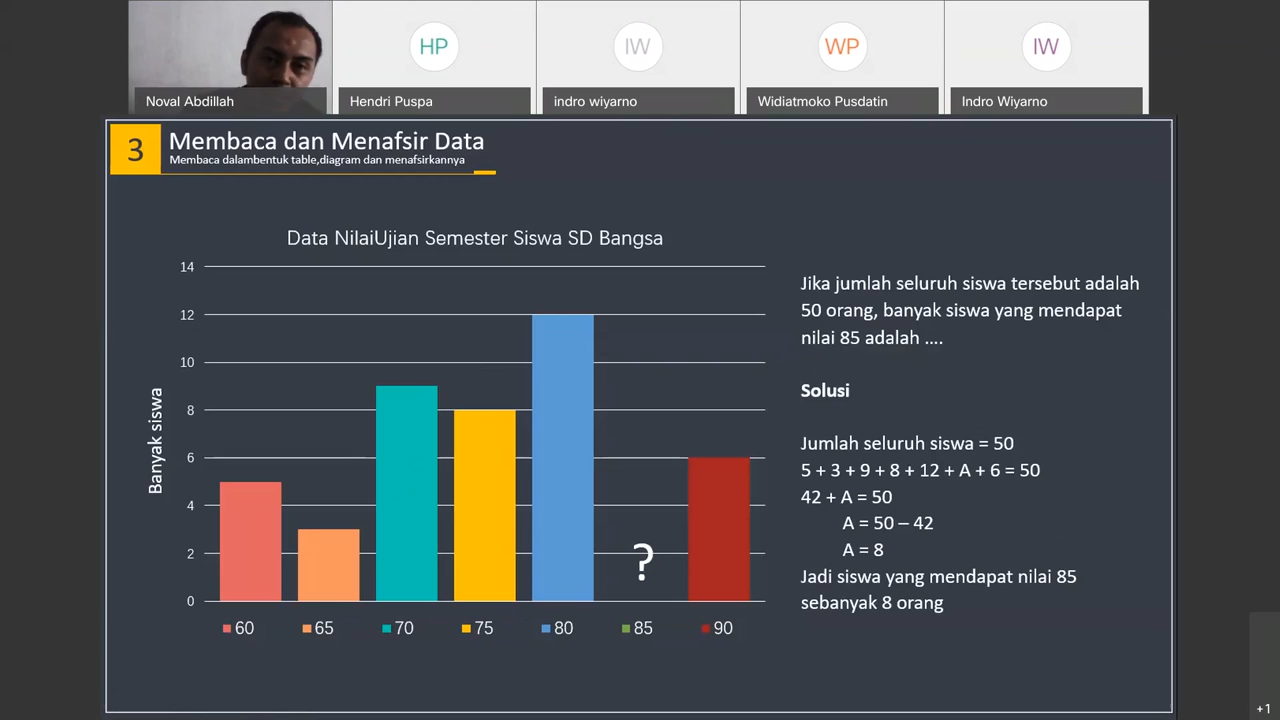 HP
IW
WP
IW
Noval Abdillah
Hendri Puspa
indro wiyarno
Widiatmoko Pusdatin
Indro Wiyarno
3
Membaca dan Menafsir Data
Membaca dalambentuk table,diagram dan menafsirkannya
Data NilaiUjian Semester Siswa SD Bangsa
Banyak siswa
14
12
10
8
6
4
2
0
?
60
65
70
75
80
85
90
Jika jumlah seluruh siswa tersebut adalah
50 orang, banyak siswa yang mendapat
nilai 85 adalah ....
Solusi
Jumlah seluruh siswa = 50
5 + 3 + 9 + 8 + 12 + A + 6 = 50
42 + A = 50
A = 50 – 42
A = 8
Jadi siswa yang mendapat nilai 85
sebanyak 8 orang
+1